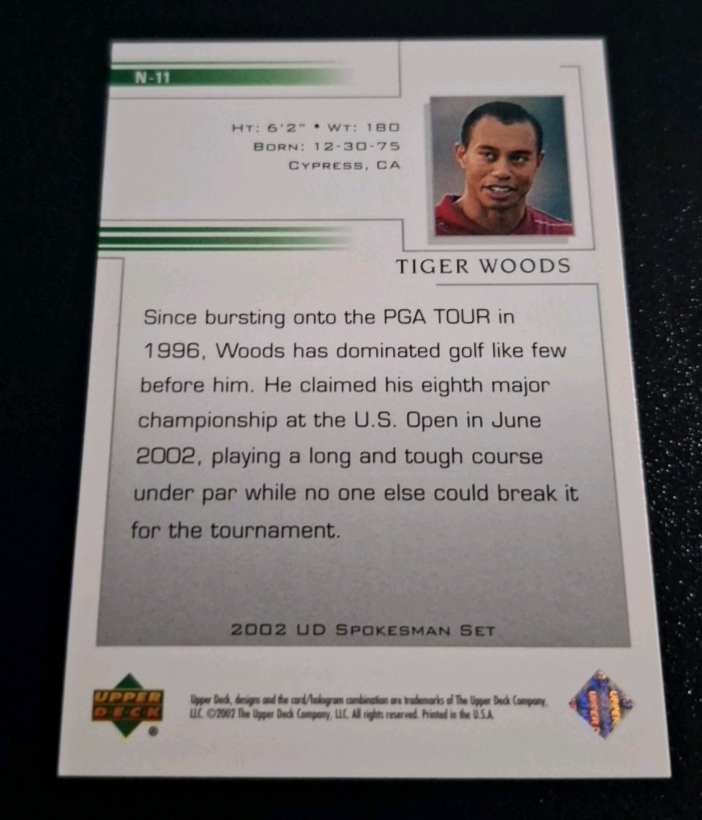 N-11
HT: 6'2" • WT: 180
BORN: 12-30-75
CYPRESS, CA
TIGER WOODS
Since bursting onto the PGA TOUR in
1996, Woods has dominated golf like few
before him. He claimed his eighth major
championship at the U.S. Open in June
2002, playing a long and tough course
under par while no one else could break it
for the tournament.
2002 UD SPOKESMAN SET
UPPER
DECK
®
Upper Deck, designs and the card/hologram combination are trademarks of The Upper Deck Company,
LLC. ©2002 The Upper Deck Company, LLC. All rights reserved. Printed in the U.S.A.